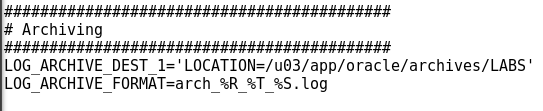 ###########################################
# Archiving
###########################################
LOG_ARCHIVE_DEST_1='LOCATION=/u03/app/oracle/archives/LABS'
LOG_ARCHIVE_FORMAT=arch_%R_%T_%S.log